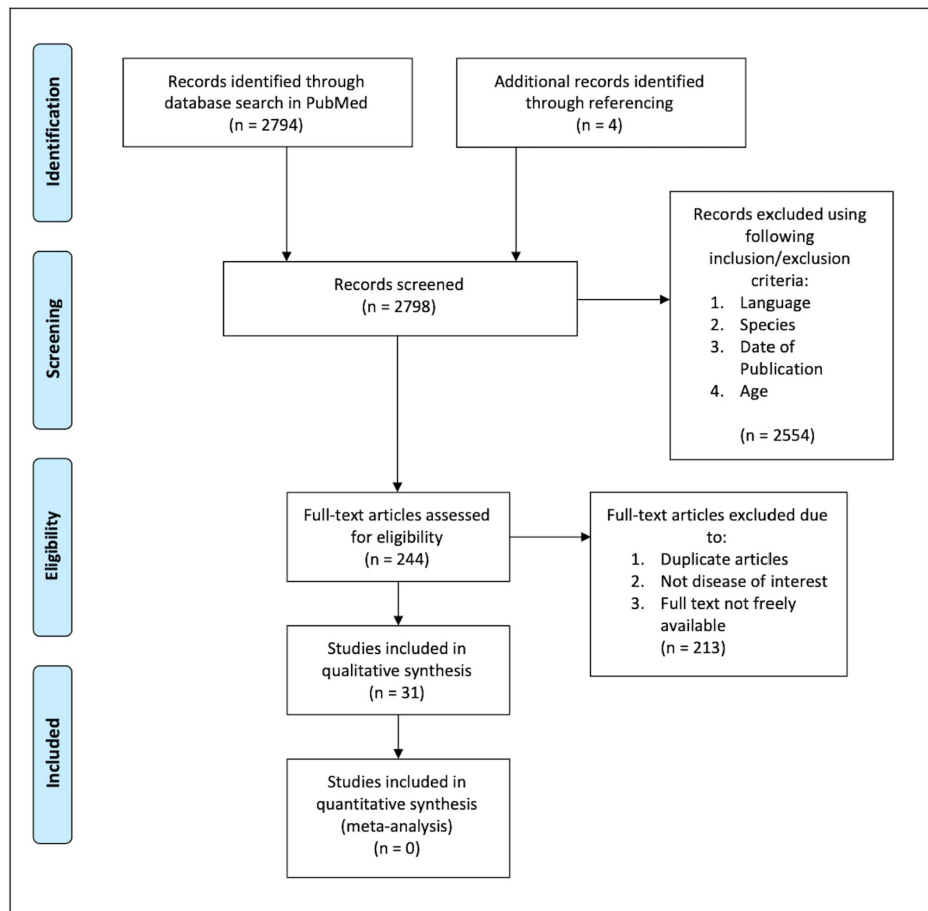 Identification
Records identified through
database search in PubMed
(n = 2794)
Additional records identified
through referencing
(n = 4)
Screening
Records screened
(n = 2798)
Records excluded using
following
inclusion/exclusion
criteria:
1. Language
2. Species
3. Date of
Publication
4. Age
(n = 2554)
Eligibility
Full-text articles assessed
for eligibility
(n = 244)
Full-text articles excluded due
to:
1. Duplicate articles
2. Not disease of interest
3. Full text not freely
available
(n = 213)
Studies included in
qualitative synthesis
(n = 31)
Included
Studies included in
quantitative synthesis
(meta-analysis)
(n = 0)